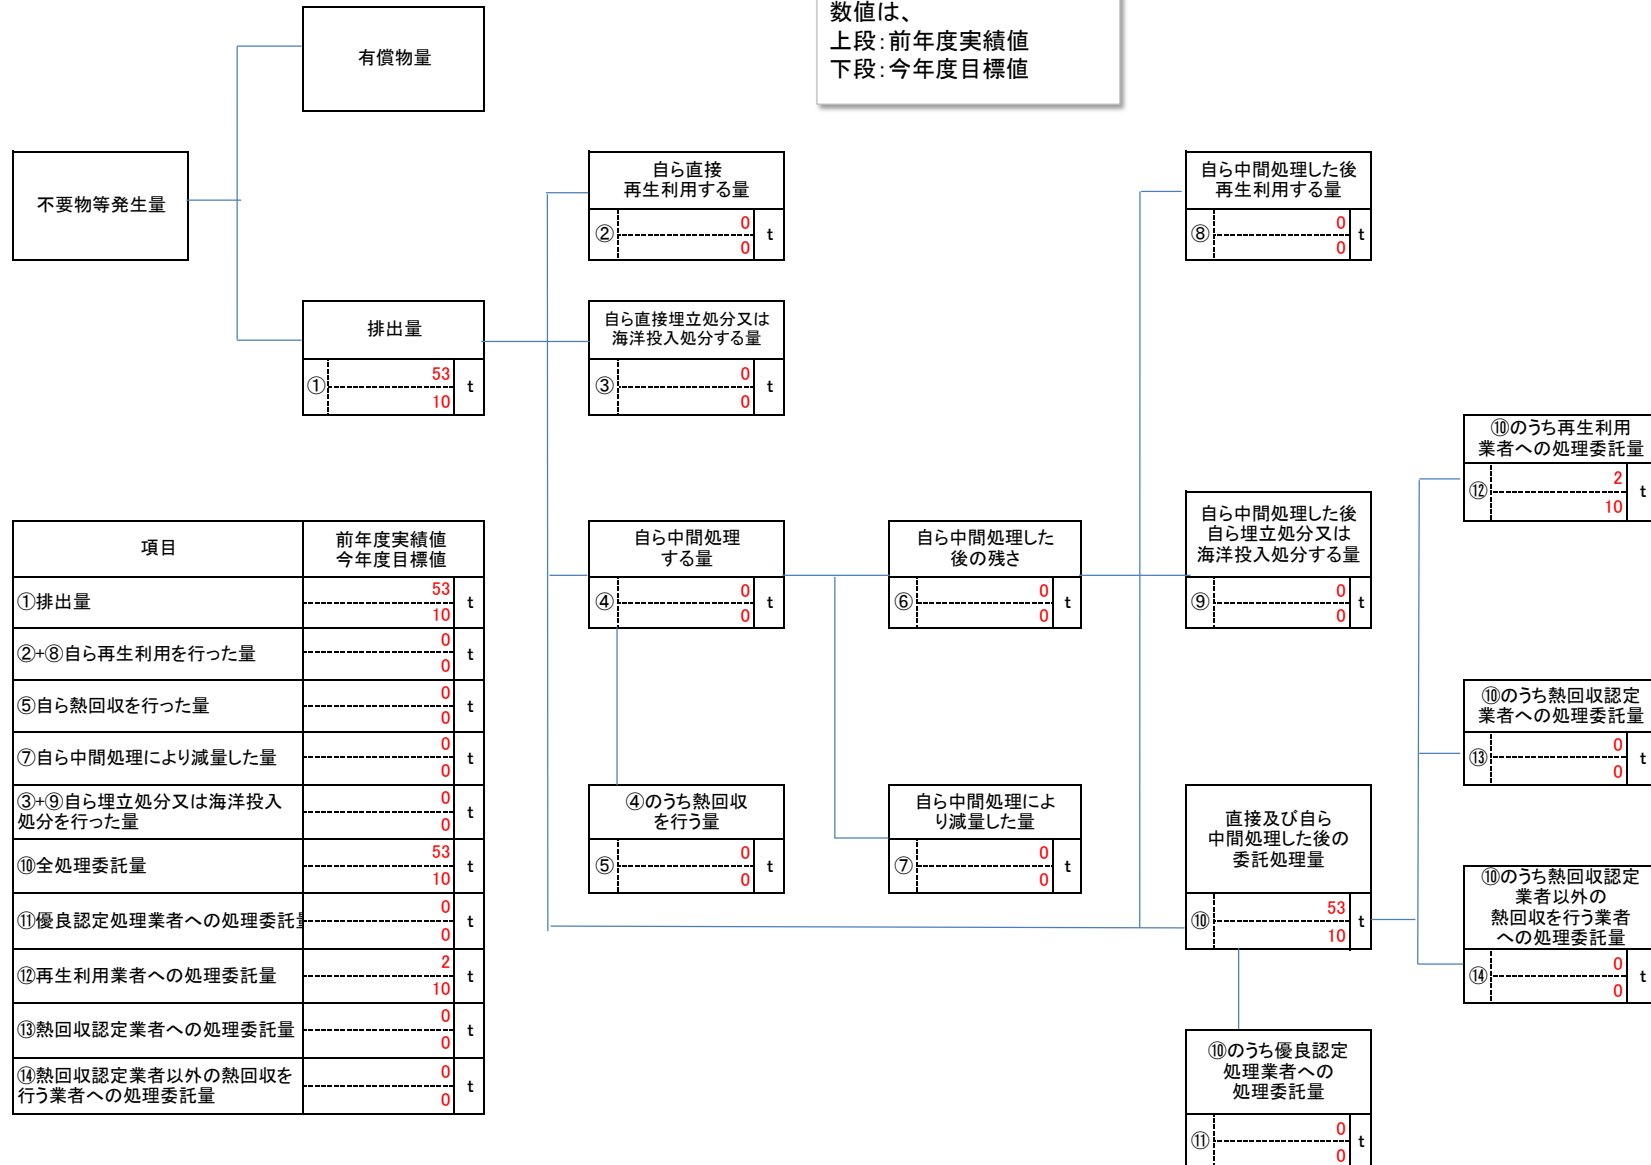 数値は、
上段：前年度実績値
下段：今年度目標値
有償物量
不要物等発生量
自ら直接
再生利用する量
② 0 t
0
自ら中間処理した後
再生利用する量
⑧ 0 t
0
排出量
① 53 t
10
自ら直接埋立処分又は
海洋投入処分する量
③ 0 t
0
⑩のうち再生利用
業者への処理委託量
⑫ 2 t
10
自ら中間処理
する量
④ 0 t
0
自ら中間処理した
後の残さ
⑥ 0 t
0
自ら中間処理した後
自ら埋立処分又は
海洋投入処分する量
⑨ 0 t
0
⑩のうち熱回収認定
業者への処理委託量
⑬ 0 t
0
④のうち熱回収
を行う量
⑤ 0 t
0
自ら中間処理によ
り減量した量
⑦ 0 t
0
直接及び自ら
中間処理した後の
委託処理量
⑩ 53 t
10
⑩のうち熱回収認定
業者以外の
熱回収を行う業者
への処理委託量
⑭ 0 t
0
⑩のうち優良認定
処理業者への
処理委託量
⑪ 0 t
0
項目 前年度実績値
今年度目標値
①排出量 53 t
10
②+⑧自ら再生利用を行った量 0 t
0
⑤自ら熱回収を行った量 0 t
0
⑦自ら中間処理により減量した量 0 t
0
③+⑨自ら埋立処分又は海洋投入
処分を行った量 0 t
0
⑩全処理委託量 53 t
10
⑪優良認定処理業者への処理委託量 0 t
0
⑫再生利用業者への処理委託量 2 t
10
⑬熱回収認定業者への処理委託量 0 t
0
⑭熱回収認定業者以外の熱回収を
行う業者への処理委託量 0 t
0